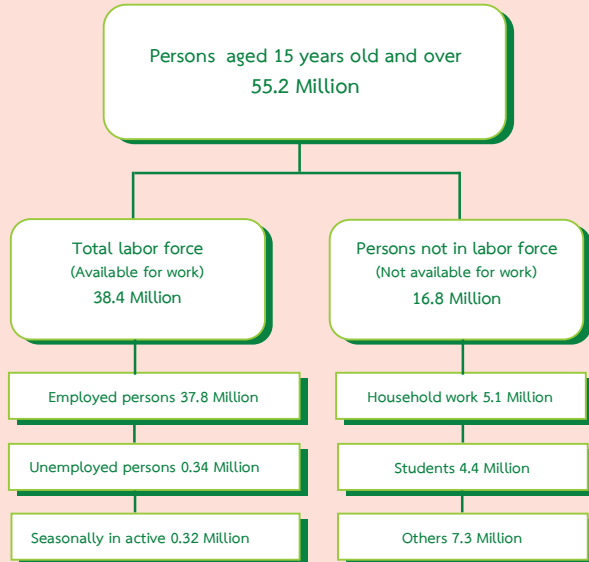 Persons aged 15 years old and over
55.2 Million
Total labor force
(Available for work)
38.4 Million
Persons not in labor force
(Not available for work)
16.8 Million
Employed persons 37.8 Million
Household work 5.1 Million
Unemployed persons 0.34 Million
Students 4.4 Million
Seasonally in active 0.32 Million
Others 7.3 Million